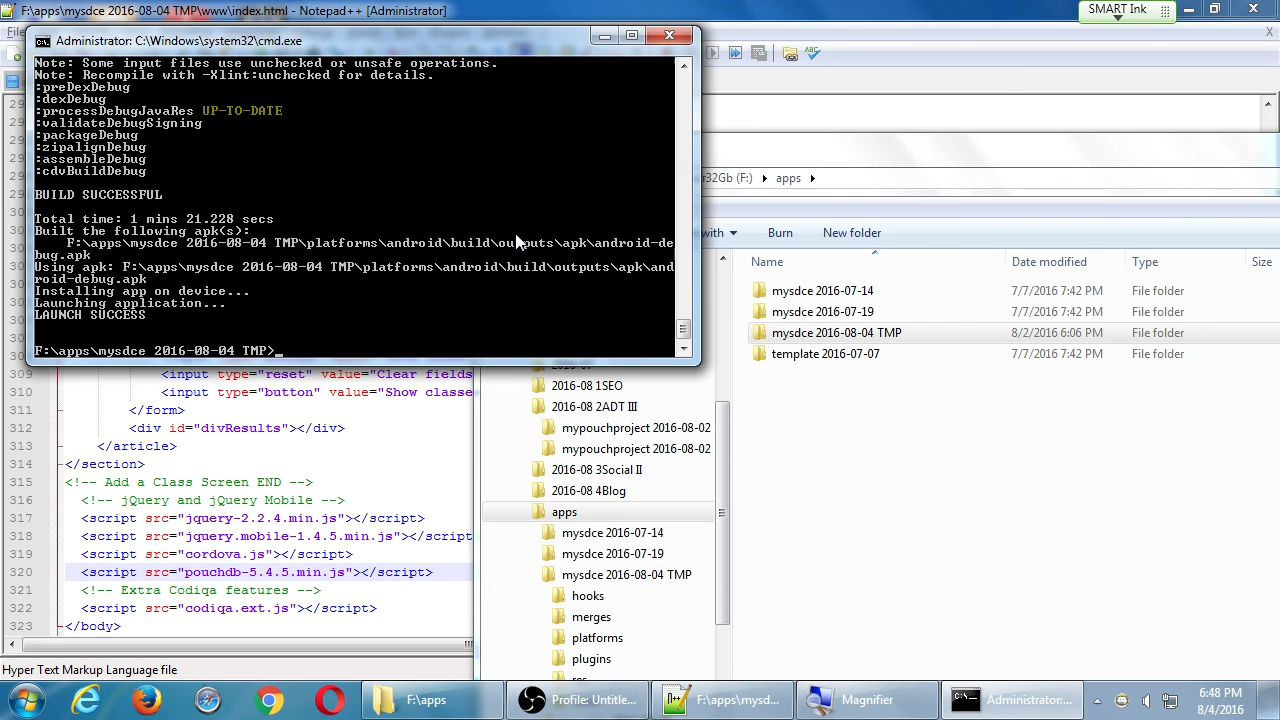 F:\apps\mysdce 2016-08-04 TMP\www\index.html - Notepad++ [Administrator]
SMART Ink
Administrator: C:\Windows\system32\cmd.exe
Note: Some input files use unchecked or unsafe operations.
Note: Recompile with -Xlint:unchecked for details.
:preDexDebug
:dexDebug
:processDebugJavaRes UP-TO-DATE
:validateDebugSigning
:packageDebug
:zipalignDebug
:assembleDebug
:cdvBuildDebug
BUILD SUCCESSFUL
Total time: 1 mins 21.228 secs
Built the following apk(s):
F:\apps\mysdce 2016-08-04 TMP\platforms\android\build\outputs\apk\android-de
bug.apk
Using apk: F:\apps\mysdce 2016-08-04 TMP\platforms\android\build\outputs\apk\and
roid-debug.apk
Installing app on device...
Launching application...
LAUNCH SUCCESS
F:\apps\mysdce 2016-08-04 TMP>_
309 <input type="reset" value="Clear fields
310 <input type="button" value="Show classe
311 </form>
312 <div id="divResults"></div>
313 </article>
314 </section>
315 <!-- Add a Class Screen END -->
316 <!-- jQuery and jQuery Mobile -->
317 <script src="jquery-2.2.4.min.js"></script>
318 <script src="jquery.mobile-1.4.5.min.js"></script
319 <script src="cordova.js"></script>
320 <script src="pouchdb-5.4.5.min.js"></script>
321 <!-- Extra Codiqa features -->
322 <script src="codiqa.ext.js"></script>
323 </body>
Hyper Text Markup Language file
r32Gb (F:) apps
with Burn New folder
Name Date modified Type Size
mysdce 2016-07-14 7/7/2016 7:42 PM File folder
mysdce 2016-07-19 7/7/2016 7:42 PM File folder
mysdce 2016-08-04 TMP 8/2/2016 6:06 PM File folder
template 2016-07-07 7/7/2016 7:42 PM File folder
2016-08 1SEO
2016-08 2ADT III
mypouchproject 2016-08-02
mypouchproject 2016-08-02
2016-08 3Social II
2016-08 4Blog
apps
mysdce 2016-07-14
mysdce 2016-07-19
mysdce 2016-08-04 TMP
hooks
merges
platforms
plugins
F:\apps
Profile: Untitle...
F:\apps\mysd...
Magnifier
Administrator:...
6:48 PM
8/4/2016